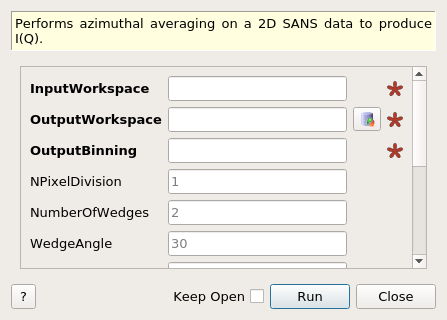 Performs azimuthal averaging on a 2D SANS data to produce
I(Q).
InputWorkspace
OutputWorkspace
OutputBinning
NPixelDivision 1
NumberOfWedges 2
WedgeAngle 30
? Keep Open Run Close